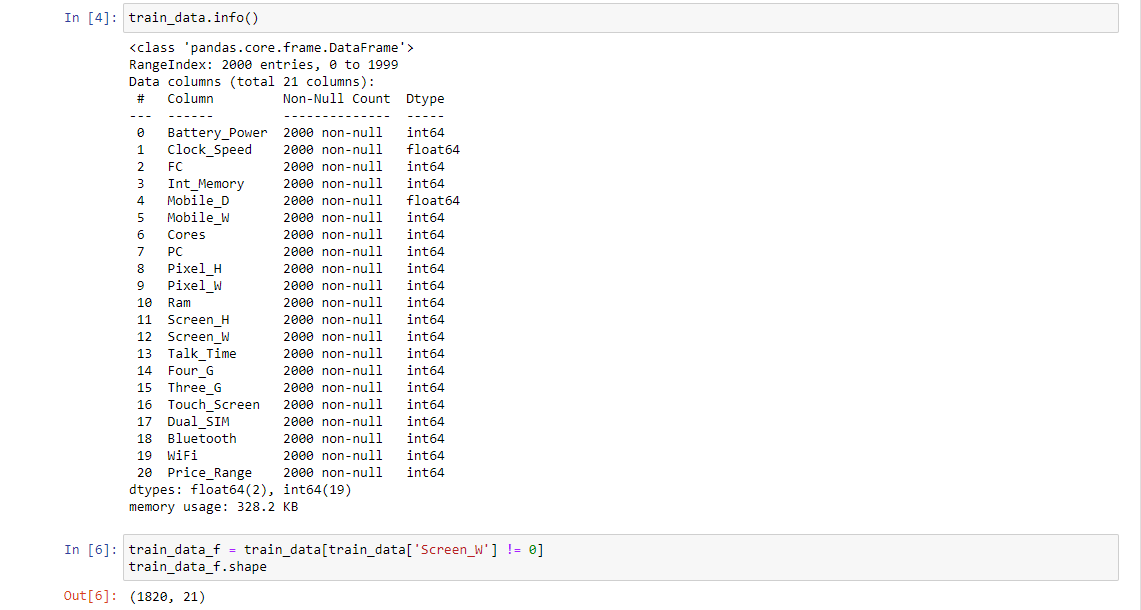 In [4]: train_data.info()
<class 'pandas.core.frame.DataFrame'>
RangeIndex: 2000 entries, 0 to 1999
Data columns (total 21 columns):
#   Column         Non-Null Count  Dtype
---  ------         --------------  -----
0   Battery_Power  2000 non-null   int64
1   Clock_Speed    2000 non-null   float64
2   FC             2000 non-null   int64
3   Int_Memory     2000 non-null   int64
4   Mobile_D       2000 non-null   float64
5   Mobile_W       2000 non-null   int64
6   Cores          2000 non-null   int64
7   PC             2000 non-null   int64
8   Pixel_H        2000 non-null   int64
9   Pixel_W        2000 non-null   int64
10  Ram            2000 non-null   int64
11  Screen_H       2000 non-null   int64
12  Screen_W       2000 non-null   int64
13  Talk_Time      2000 non-null   int64
14  Four_G         2000 non-null   int64
15  Three_G        2000 non-null   int64
16  Touch_Screen   2000 non-null   int64
17  Dual_SIM       2000 non-null   int64
18  Bluetooth      2000 non-null   int64
19  WiFi           2000 non-null   int64
20  Price_Range    2000 non-null   int64
dtypes: float64(2), int64(19)
memory usage: 328.2 KB
In [6]: train_data_f = train_data[train_data['Screen_W'] != 0]
train_data_f.shape
Out[6]: (1820, 21)